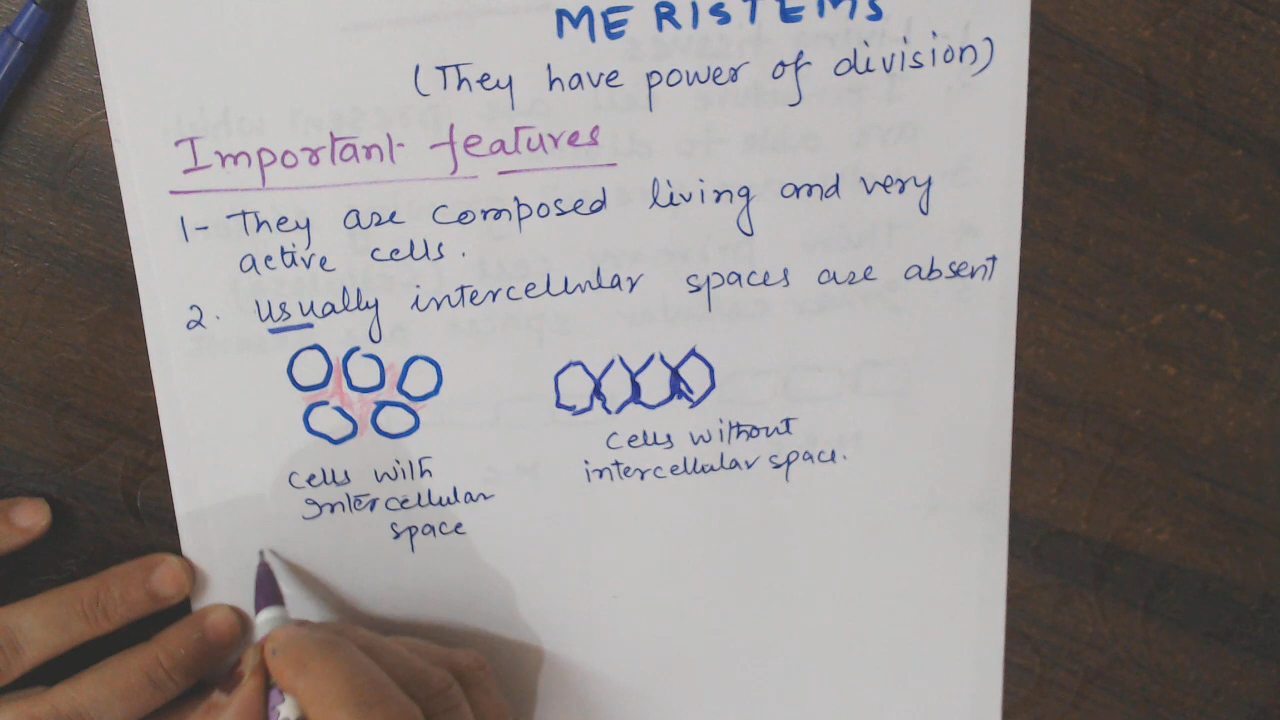 MERISTEMS
(They have power of division)
Important features
1- They are composed living and very
active cells.
2. Usually intercellular spaces are absent
cells with
Intercellular
space
Cells without
intercellular space.